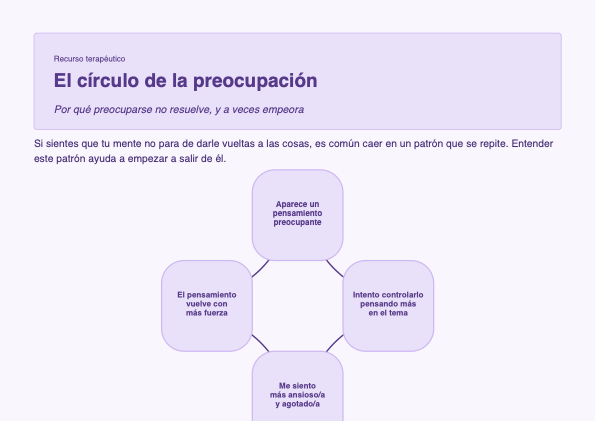 Recurso terapéutico
El círculo de la preocupación
Por qué preocuparse no resuelve, y a veces empeora
Si sientes que tu mente no para de darle vueltas a las cosas, es común caer en un patrón que se repite. Entender
este patrón ayuda a empezar a salir de él.
Aparece un
pensamiento
preocupante
El pensamiento
vuelve con
más fuerza
Intento controlarlo
pensando más
en el tema
Me siento
más ansioso/a
y agotado/a